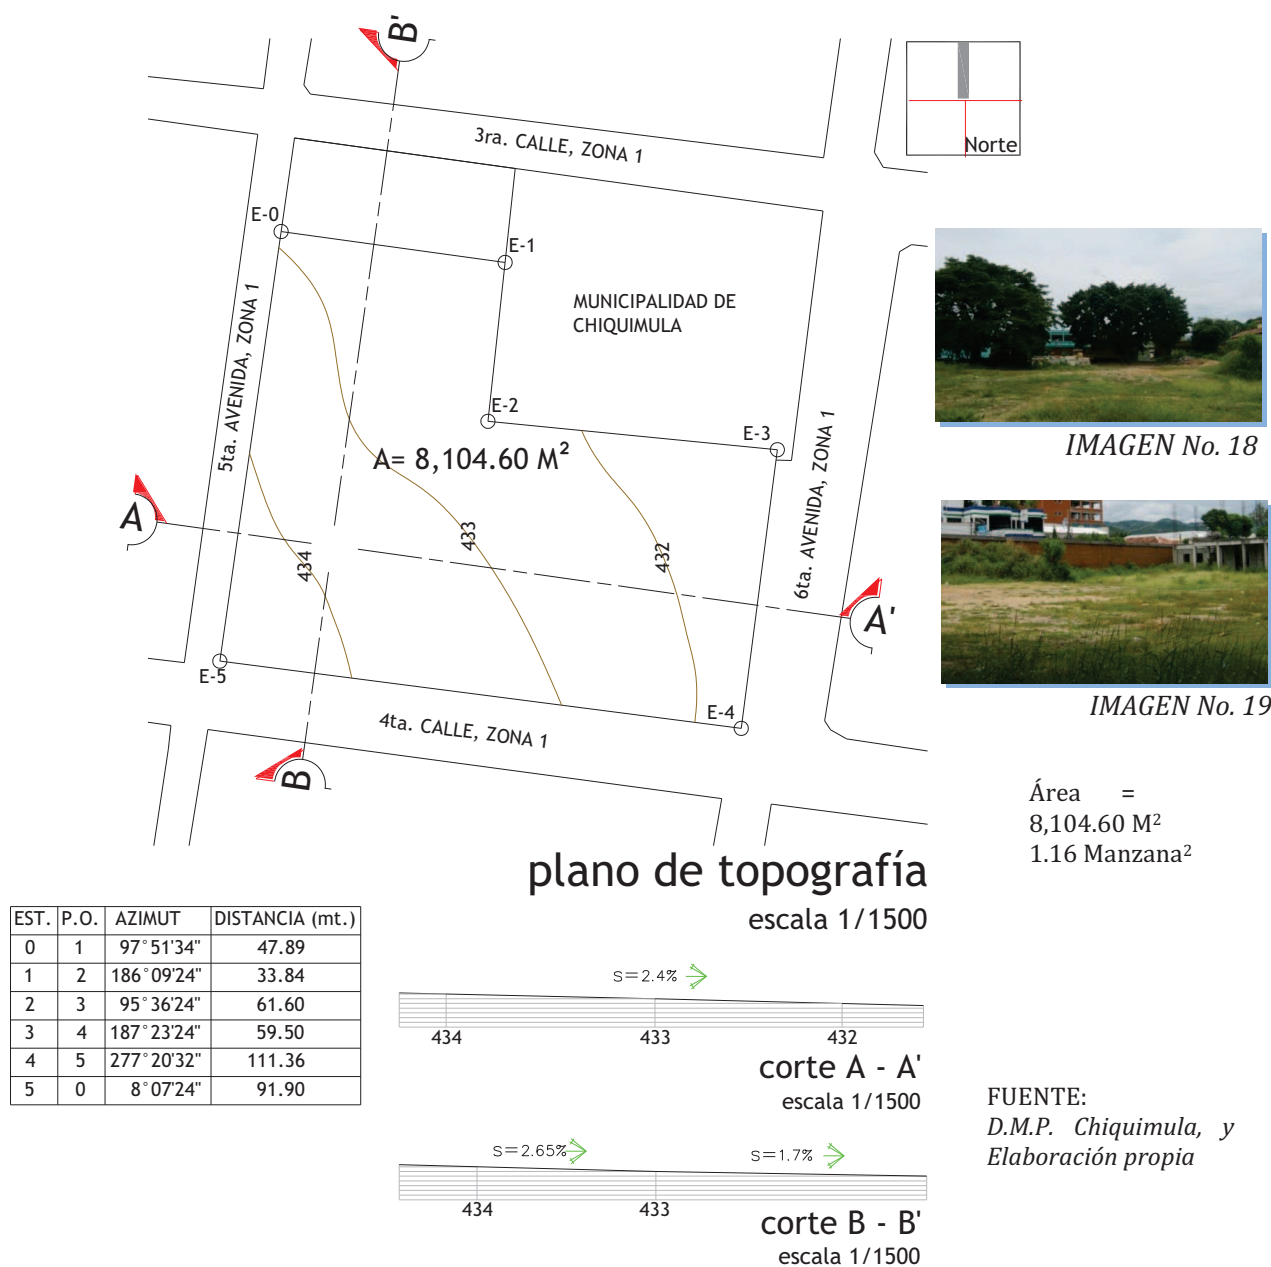 B'
3ra. CALLE, ZONA 1
Norte
E-0
E-1
MUNICIPALIDAD DE
CHIQUIMULA
5ta. AVENIDA, ZONA 1
E-2
E-3
A= 8,104.60 M²
6ta. AVENIDA, ZONA 1
A
434
433
432
A'
E-5
E-4
4ta. CALLE, ZONA 1
B
IMAGEN No. 18
IMAGEN No. 19
Área =
8,104.60 M²
1.16 Manzana²
plano de topografía
escala 1/1500
EST. P.O. AZIMUT DISTANCIA (mt.)
0 1 97°51'34" 47.89
1 2 186°09'24" 33.84
2 3 95°36'24" 61.60
3 4 187°23'24" 59.50
4 5 277°20'32" 111.36
5 0 8°07'24" 91.90
S=2.4%
434 433 432
corte A - A'
escala 1/1500
S=2.65% S=1.7%
434 433
corte B - B'
escala 1/1500
FUENTE:
D.M.P. Chiquimula, y
Elaboración propia